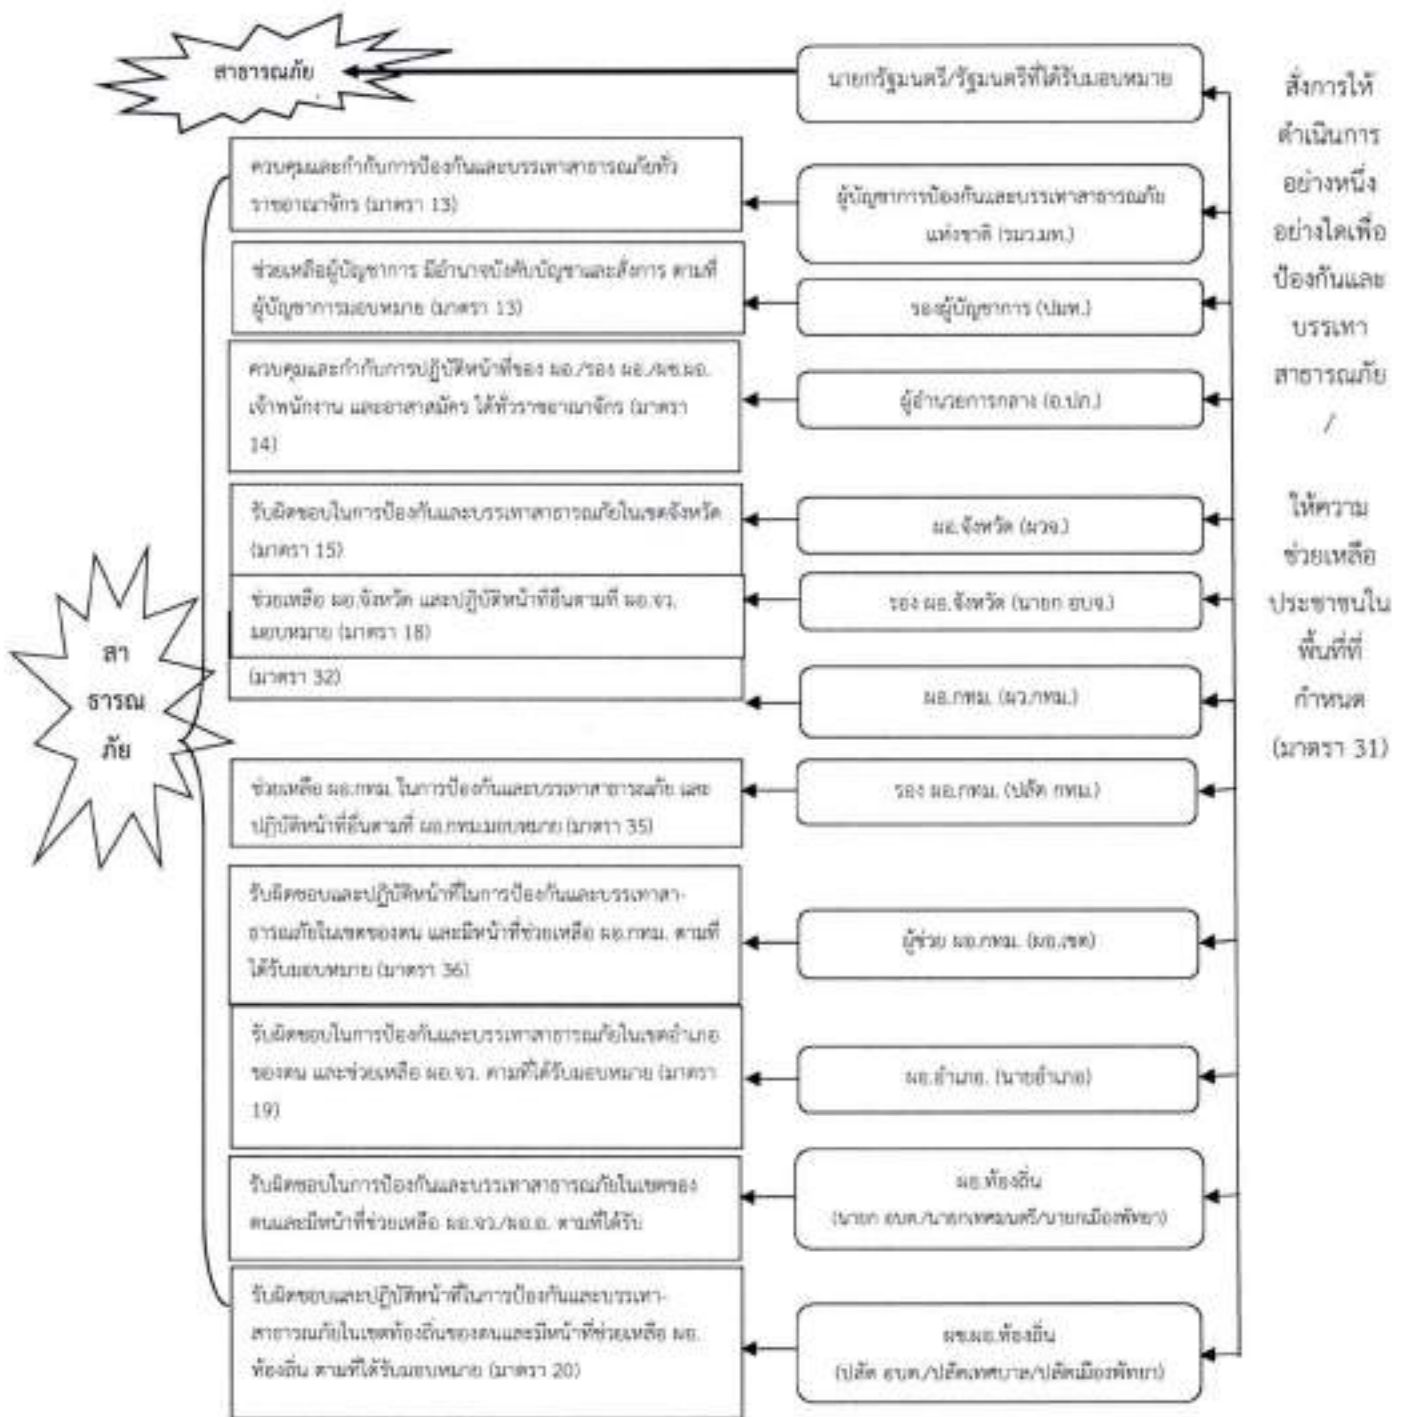 สาธารณภัย
นายกรัฐมนตรี/รัฐมนตรีที่ได้รับมอบหมาย
ควบคุมและกำกับการป้องกันและบรรเทาสาธารณภัยทั่ว
ราชอาณาจักร (มาตรา 13)
ผู้บัญชาการป้องกันและบรรเทาสาธารณภัย
แห่งชาติ (รมว.มท.)
ช่วยเหลือผู้บัญชาการ มีอำนาจบังคับบัญชาและสั่งการ ตามที่
ผู้บัญชาการมอบหมาย (มาตรา 13)
รองผู้บัญชาการ (ปมท.)
ควบคุมและกำกับการปฏิบัติหน้าที่ของ ผอ./รอง ผอ./ผช.ผอ.
เจ้าพนักงาน และอาสาสมัคร ได้ทั่วราชอาณาจักร (มาตรา
14)
ผู้อำนวยการกลาง (อ.ปภ.)
รับผิดชอบในการป้องกันและบรรเทาสาธารณภัยในเขตจังหวัด
(มาตรา 15)
ผอ.จังหวัด (ผวจ.)
ช่วยเหลือ ผอ.จังหวัด และปฏิบัติหน้าที่อื่นตามที่ ผอ.จว.
มอบหมาย (มาตรา 18)
รอง ผอ.จังหวัด (นายก อบจ.)
(มาตรา 32)
ผอ.กทม. (ผว.กทม.)
ช่วยเหลือ ผอ.กทม. ในการป้องกันและบรรเทาสาธารณภัย และ
ปฏิบัติหน้าที่อื่นตามที่ ผอ.กทม.มอบหมาย (มาตรา 35)
รอง ผอ.กทม. (ปลัด กทม.)
รับผิดชอบและปฏิบัติหน้าที่ในการป้องกันและบรรเทาสา-
ธารณภัยในเขตของตน และมีหน้าที่ช่วยเหลือ ผอ.กทม. ตามที่
ได้รับมอบหมาย (มาตรา 36)
ผู้ช่วย ผอ.กทม. (ผอ.เขต)
รับผิดชอบในการป้องกันและบรรเทาสาธารณภัยในเขตอำเภอ
ของตน และช่วยเหลือ ผอ.จว. ตามที่ได้รับมอบหมาย (มาตรา
19)
ผอ.อำเภอ. (นายอำเภอ)
รับผิดชอบในการป้องกันและบรรเทาสาธารณภัยในเขตของ
ตนและมีหน้าที่ช่วยเหลือ ผอ.จว./ผอ.อ. ตามที่ได้รับ
ผอ.ท้องถิ่น
(นายก อบต./นายกเทศมนตรี/นายกเมืองพัทยา)
รับผิดชอบและปฏิบัติหน้าที่ในการป้องกันและบรรเทา-
สาธารณภัยในเขตท้องถิ่นของตนและมีหน้าที่ช่วยเหลือ ผอ.
ท้องถิ่น ตามที่ได้รับมอบหมาย (มาตรา 20)
ผช.ผอ.ท้องถิ่น
(ปลัด อบต./ปลัดเทศบาล/ปลัดเมืองพัทยา)
สา
ธารณ
ภัย
สั่งการให้
ดำเนินการ
อย่างหนึ่ง
อย่างใดเพื่อ
ป้องกันและ
บรรเทา
สาธารณภัย
/
ให้ความ
ช่วยเหลือ
ประชาชนใน
พื้นที่ที่
กำหนด
(มาตรา 31)